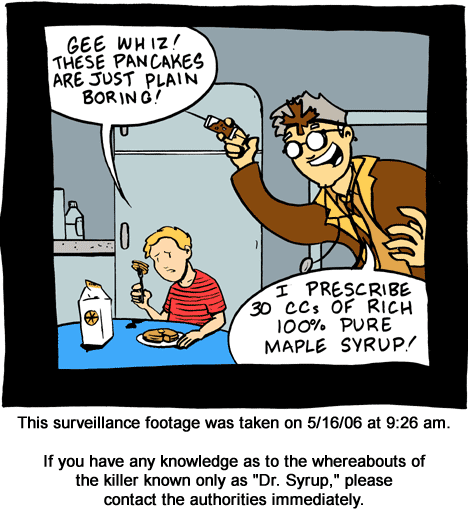 GEE WHIZ!
THESE PANCAKES
ARE JUST PLAIN
BORING!
I PRESCRIBE
30 CCs OF RICH
100% PURE
MAPLE SYRUP!
This surveillance footage was taken on 5/16/06 at 9:26 am.
If you have any knowledge as to the whereabouts of
the killer known only as "Dr. Syrup," please
contact the authorities immediately.